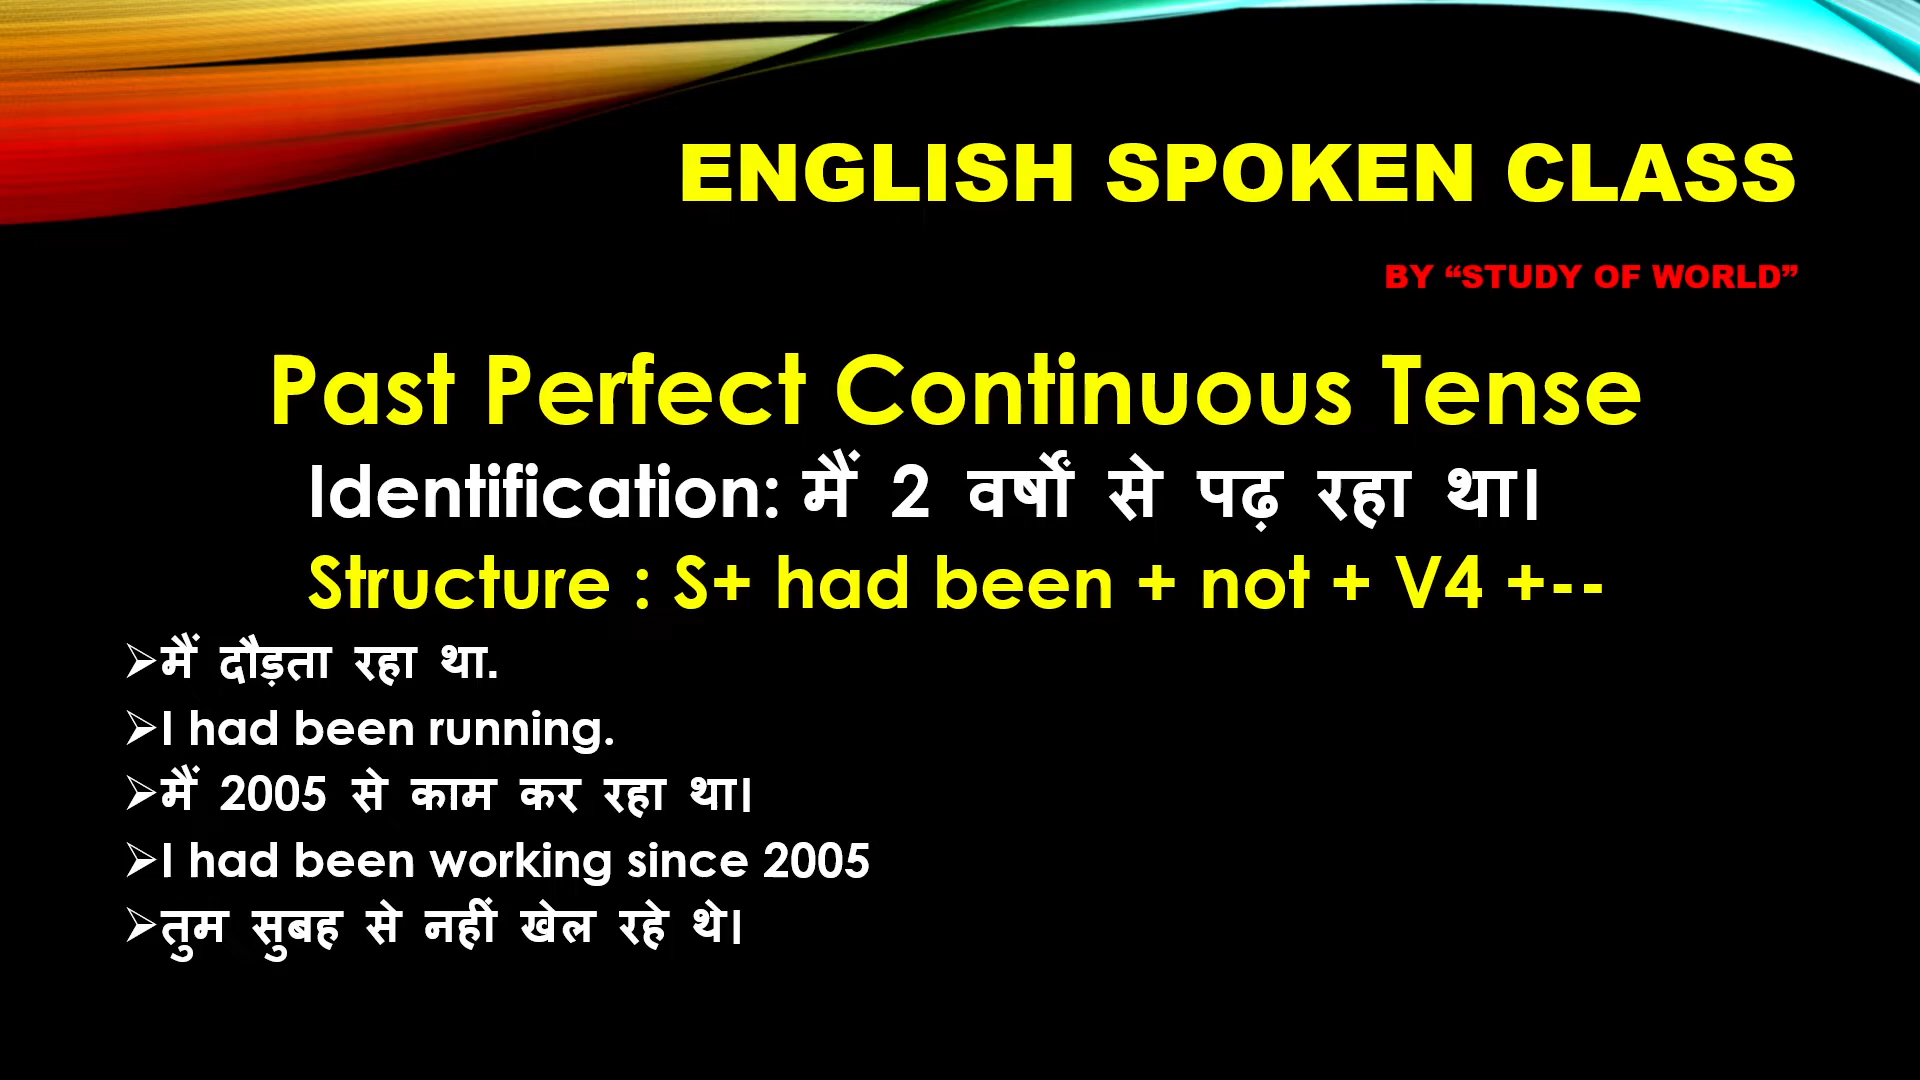 ENGLISH SPOKEN CLASS
BY “STUDY OF WORLD”
Past Perfect Continuous Tense
Identification: मैं 2 वर्षों से पढ़ रहा था।
Structure : S+ had been + not + V4 +--
➢मैं दौड़ता रहा था.
➢I had been running.
➢मैं 2005 से काम कर रहा था।
➢I had been working since 2005
➢तुम सुबह से नहीं खेल रहे थे।